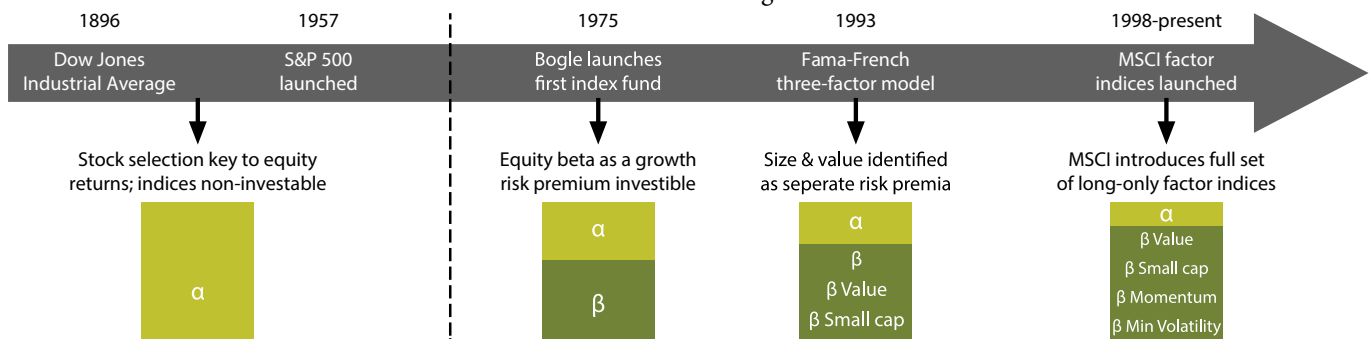 1896
1957
1975
1993
1998-present
Dow Jones
Industrial Average
S&P 500
launched
Bogle launches
first index fund
Fama-French
three-factor model
MSCI factor
indices launched
Stock selection key to equity
returns; indices non-investable
Equity beta as a growth
risk premium investible
Size & value identified
as seperate risk premia
MSCI introduces full set
of long-only factor indices
α
α
β
α
β
β Value
β Small cap
α
β Value
β Small cap
β Momentum
β Min Volatility